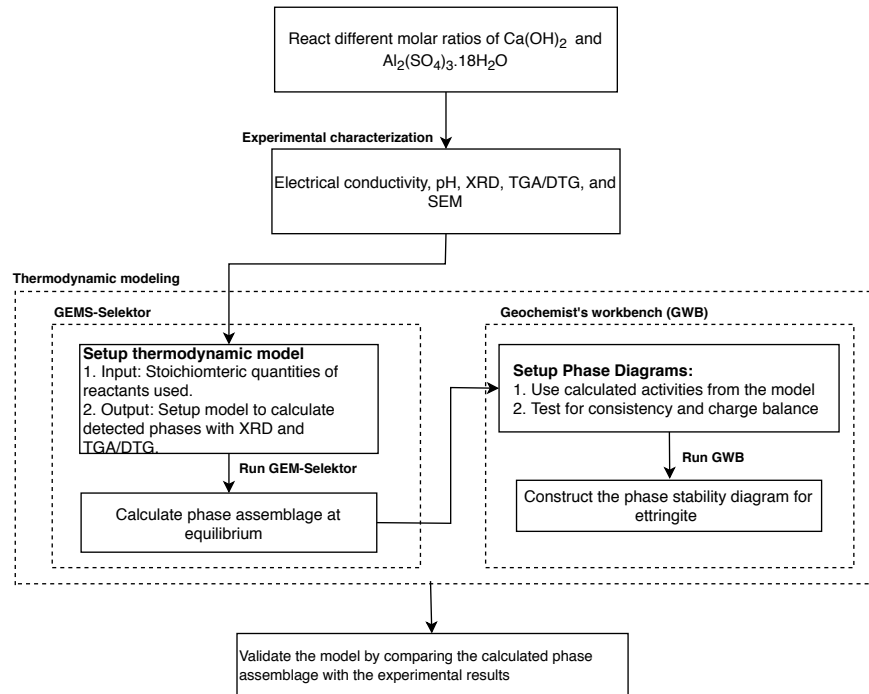 React different molar ratios of Ca(OH)2 and
Al2(SO4)3.18H2O
Experimental characterization
Electrical conductivity, pH, XRD, TGA/DTG, and
SEM
Thermodynamic modeling
GEMS-Selektor
Setup thermodynamic model
1. Input: Stoichiomteric quantities of
reactants used.
2. Output: Setup model to calculate
detected phases with XRD and
TGA/DTG.
Run GEM-Selektor
Calculate phase assemblage at
equilibrium
Geochemist's workbench (GWB)
Setup Phase Diagrams:
1. Use calculated activities from the model
2. Test for consistency and charge balance
Run GWB
Construct the phase stability diagram for
ettringite
Validate the model by comparing the calculated phase
assemblage with the experimental results